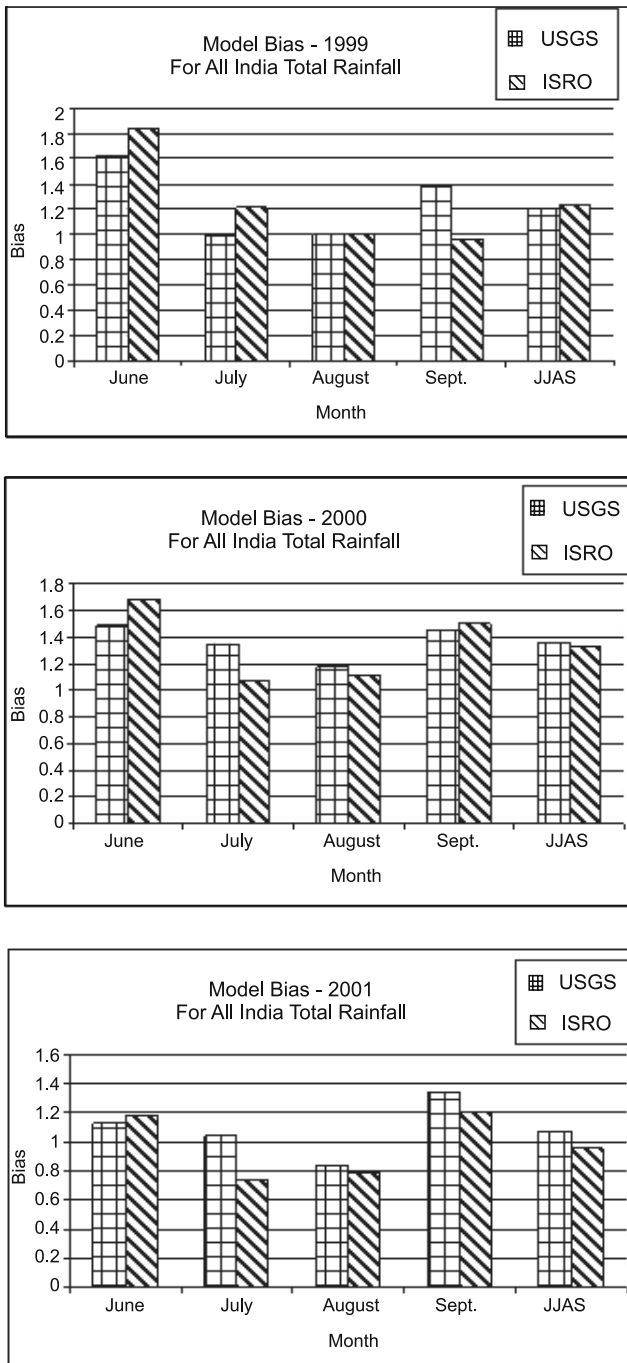 Model Bias - 1999
For All India Total Rainfall
USGS
ISRO
2
1.8
1.6
1.4
1.2
1
0.8
0.6
0.4
0.2
0
Bias
June July August Sept. JJAS
Month
Model Bias - 2000
For All India Total Rainfall
USGS
ISRO
1.8
1.6
1.4
1.2
1
0.8
0.6
0.4
0.2
0
Bias
June July August Sept. JJAS
Month
Model Bias - 2001
For All India Total Rainfall
USGS
ISRO
1.6
1.4
1.2
1
0.8
0.6
0.4
0.2
0
Bias
June July August Sept. JJAS
Month